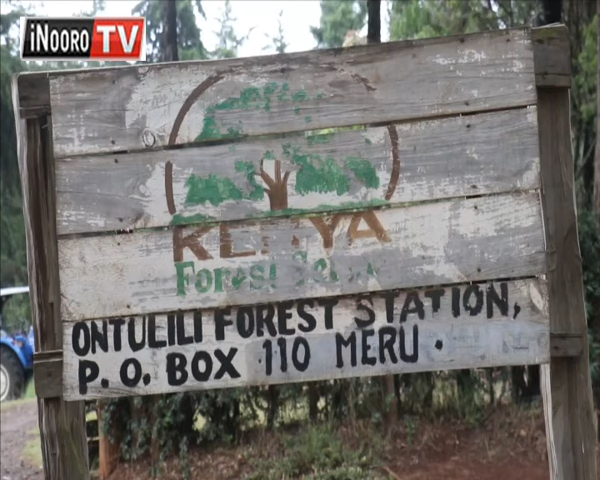 iNooro TV
KENYA
Forest
ONTULILI FOREST STATION,
P. O. BOX 110 MERU.